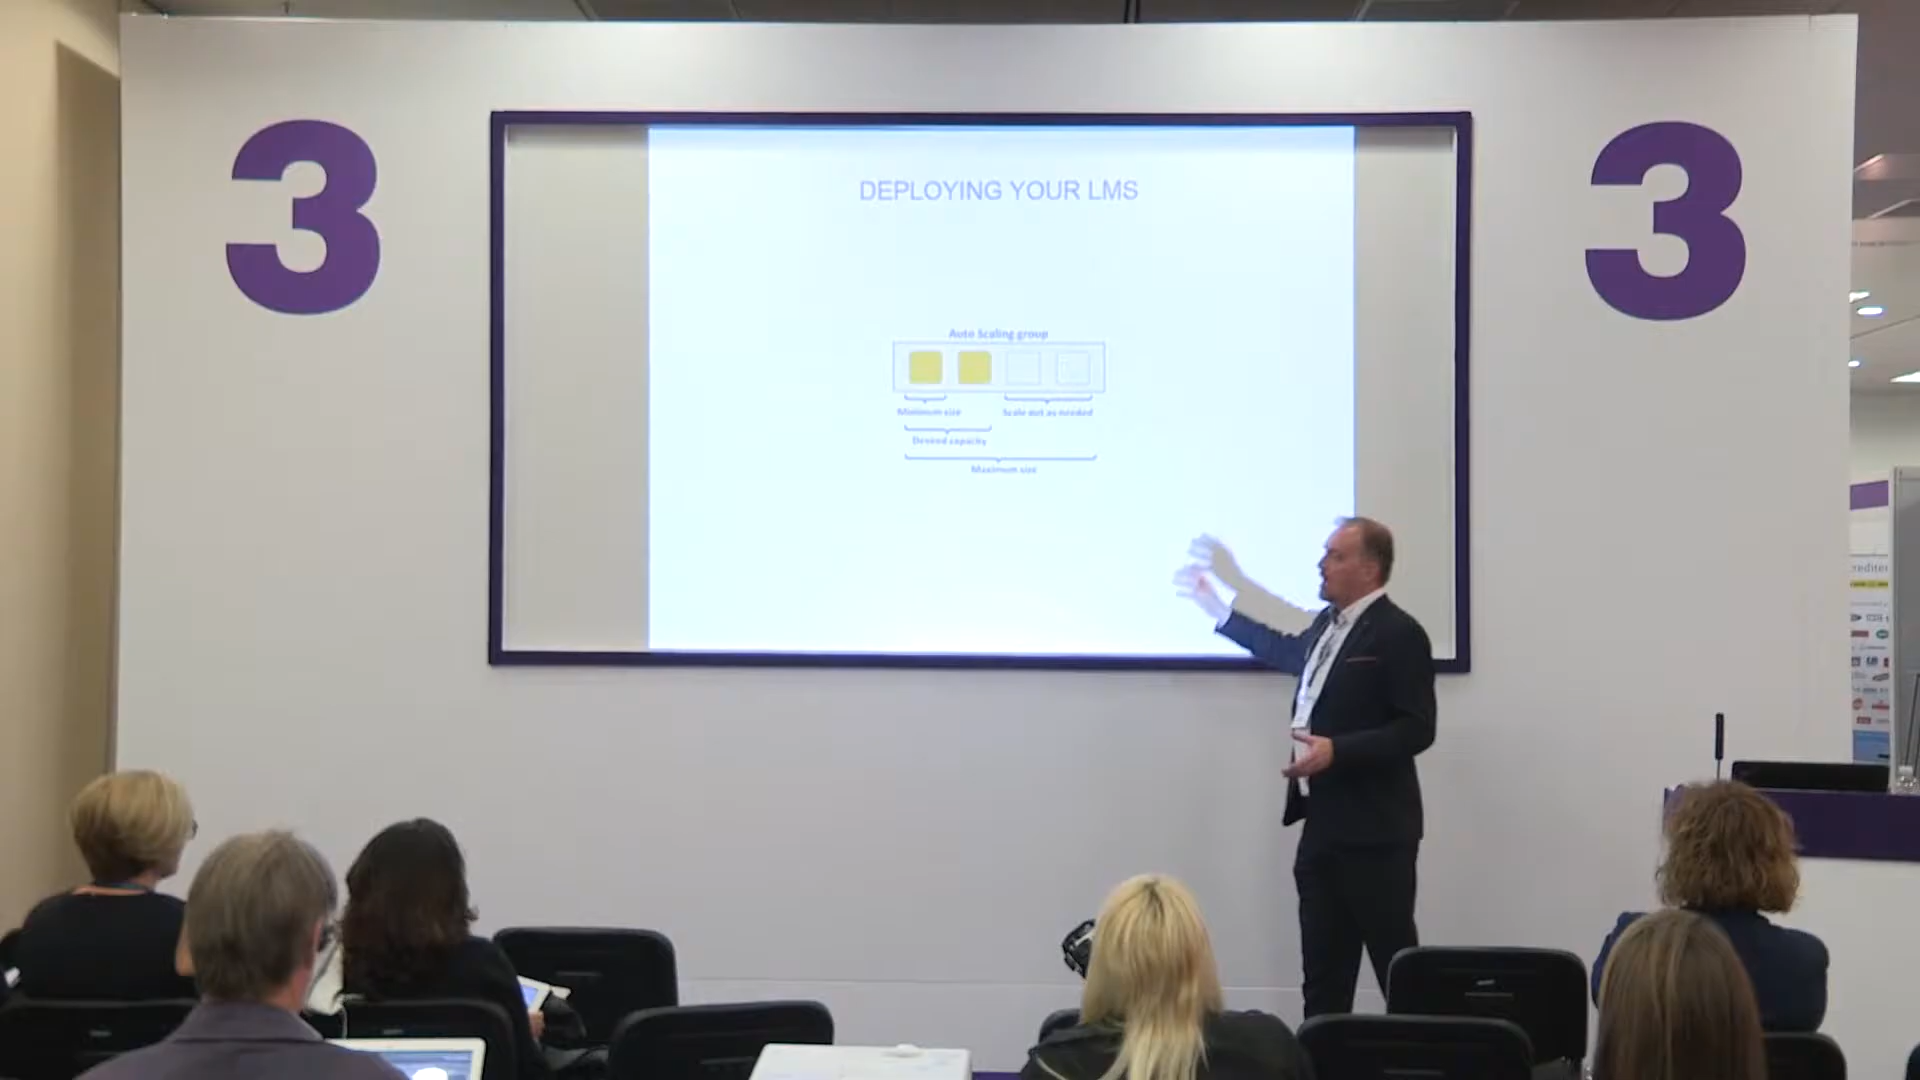 3
3
DEPLOYING YOUR LMS
Auto Scaling group
Minimum size
Scale out as needed
Desired capacity
Maximum size